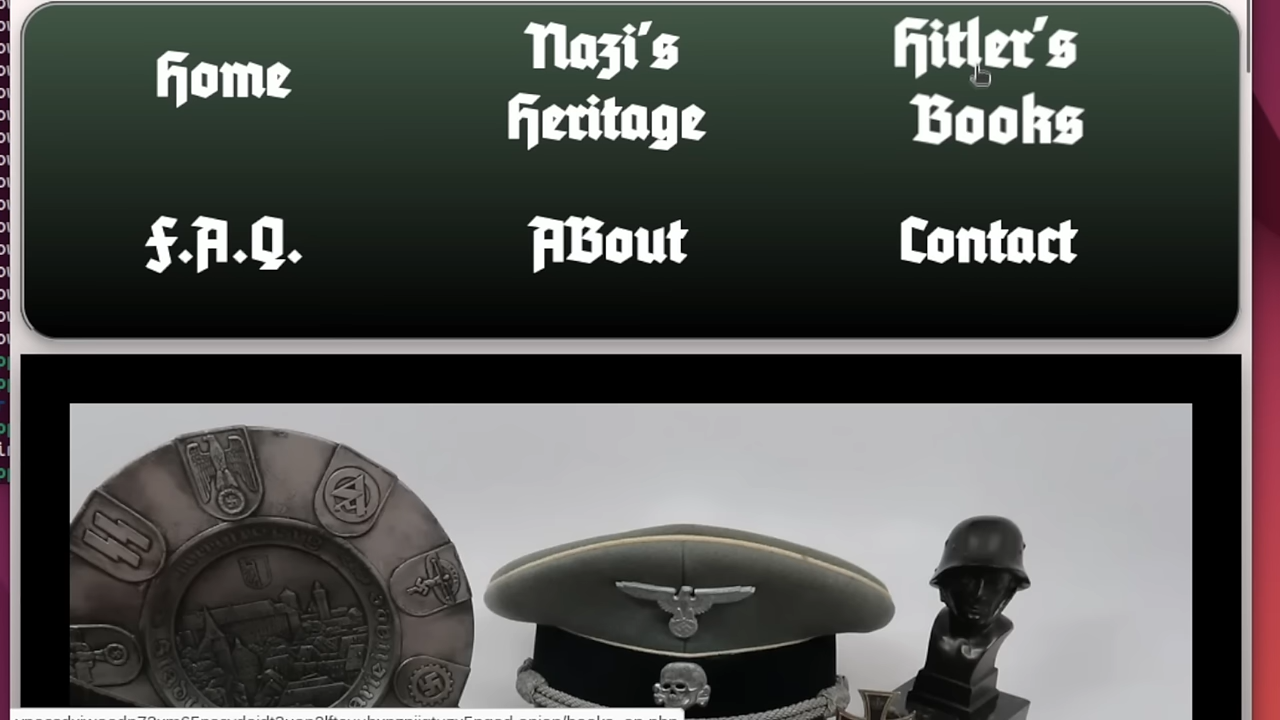 Home
Nazi's
Heritage
Hitler's
Books
F.A.Q.
ABout
Contact